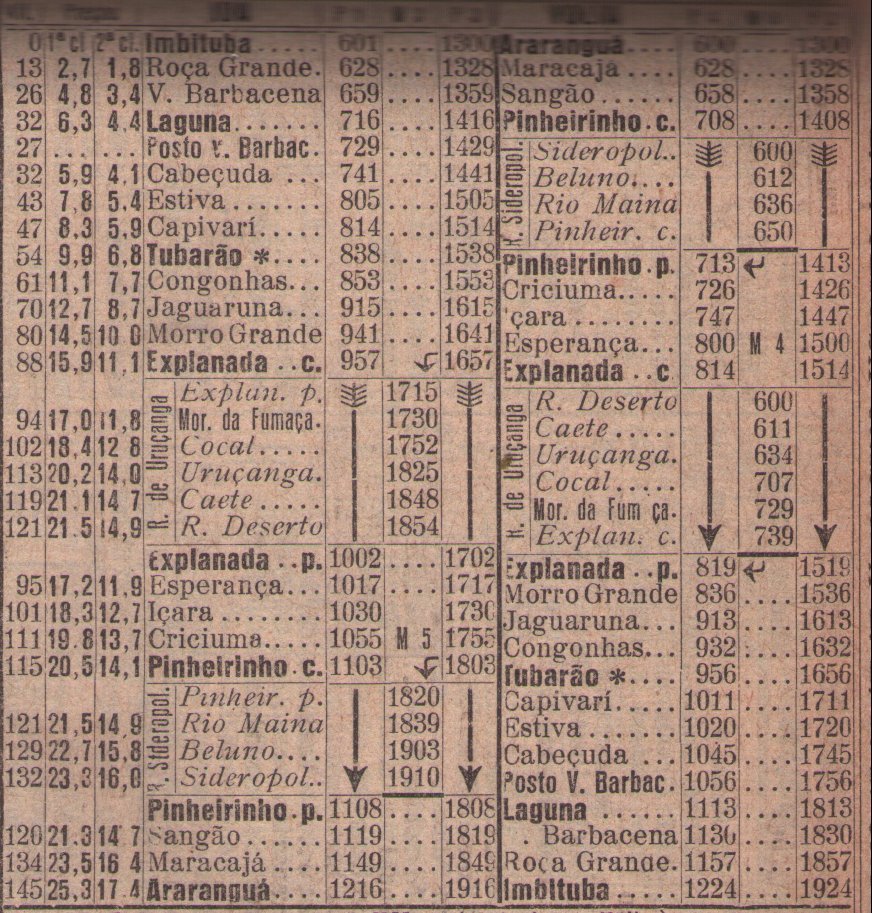 0 1ª cl 2ª cl. Imbituba..... 601 .... 1300 Araranguá.... 600 .... 1300
13 2,7 1,8 Roça Grande. 628 .... 1328 Maracajá .... 628 .... 1328
26 4,8 3,4 V. Barbacena 659 .... 1359 Sangão ...... 658 .... 1358
32 6,3 4.4 Laguna....... 716 .... 1416 Pinheirinho.c. 708 .... 1408
27 ... ... Posto v. Barbac. 729 .... 1429 R. Sideropol. Sideropol.. 600
32 5,9 4,1 Cabeçuda ... 741 .... 1441 Beluno.... 612
43 7,8 5.4 Estiva ....... 805 .... 1505 Rio Maina 636
47 8,3 5,9 Capivarí..... 814 .... 1514 Pinheir. c. 650
54 9,9 6,8 Tubarão *.... 838 .... 1538 Pinheirinho.p. 713 1413
61 11,1 7,7 Congonhas... 853 .... 1553 Criciuma..... 726 1426
70 12,7 8,7 Jaguaruna... 915 .... 1615 çara ........ 747 1447
80 14,5 10 0 Morro Grande 941 .... 1641 Esperança... 800 M 4 1500
88 15,9 11,1 Explanada ..c. 957 1657 Explanada ..c 814 1514
R. de Uruçanga Explan. p. 1715 R. de Uruçanga R. Deserto 600
94 17,0 11,8 Mor. da Fumaça. 1730 Caete ..... 611
102 18,4 12 8 Cocal..... 1752 Uruçanga. 634
113 20,2 14,0 Uruçanga. 1825 Cocal..... 707
119 21.1 14 7 Caete ..... 1848 Mor. da Fum ça. 729
121 21.5 14,9 R. Deserto 1854 Explan. c. 739
Explanada ..p. 1002 .... 1702 Explanada ..p. 819 1519
95 17,2 11.9 Esperança... 1017 .... 1717 Morro Grande 836 .... 1536
101 18,3 12,7 Içara ........ 1030 1730 Jaguaruna... 913 .... 1613
111 19.8 13,7 Criciuma..... 1055 M 5 1755 Congonhas... 932 .... 1632
115 20,5 14,1 Pinheirinho.c. 1103 1803 Tubarão *.... 956 .... 1656
Sideropol. Pinheir. p. 1820 Capivarí..... 1011 .... 1711
121 21,5 14,9 Rio Maina 1839 Estiva ....... 1020 .... 1720
129 22,7 15,8 Beluno.... 1903 Cabeçuda ... 1045 .... 1745
132 23,3 16,0 Sideropol.. 1910 Posto V. Barbac. 1056 .... 1756
Pinheirinho.p. 1108 .... 1808 Laguna ...... 1113 .... 1813
120 21.3 14 7 Sangão ...... 1119 .... 1819 . Barbacena 1130 .... 1830
134 23,5 16 4 Maracajá .... 1149 .... 1849 Roça Grande. 1157 .... 1857
145 25,3 17.4 Araranguá.... 1216 .... 1916 Imbituba ..... 1224 .... 1924